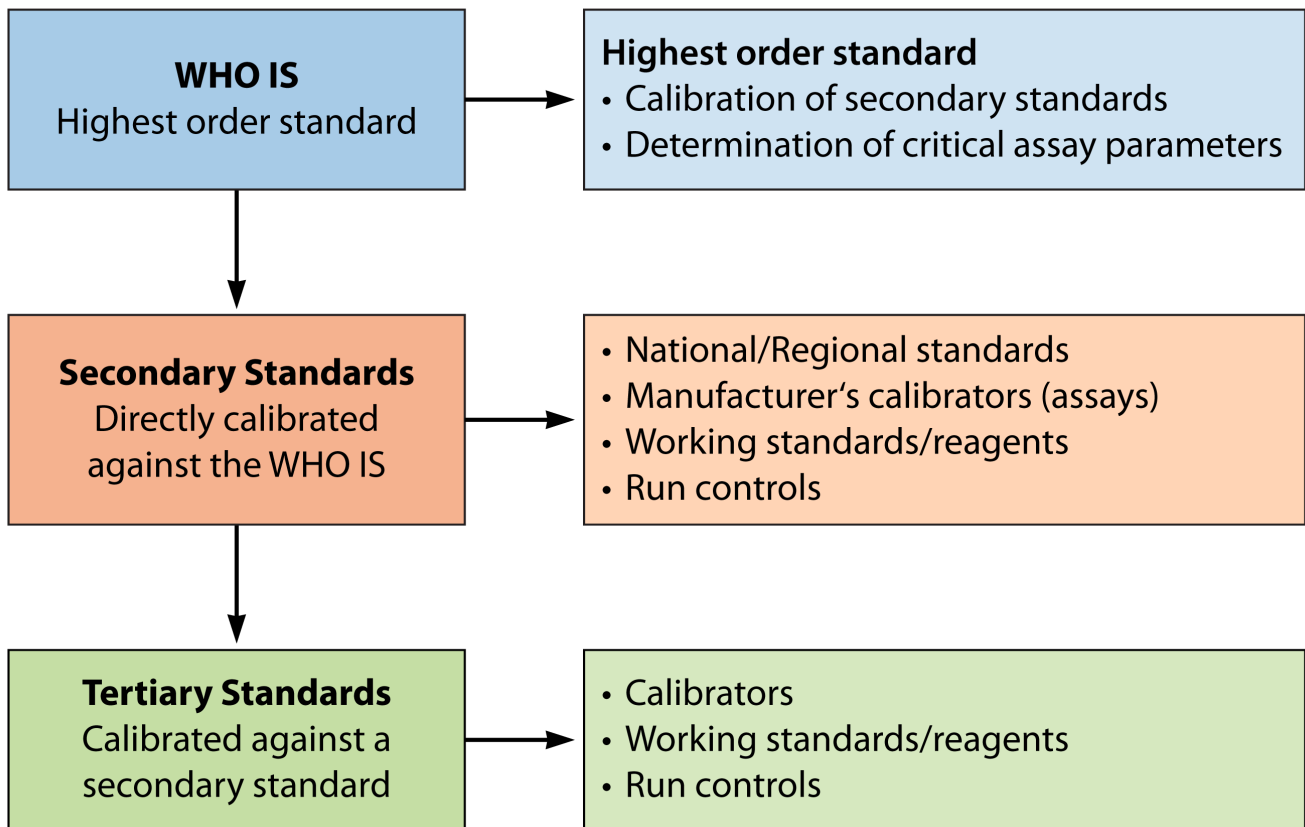 WHO IS
Highest order standard
Highest order standard
• Calibration of secondary standards
• Determination of critical assay parameters
Secondary Standards
Directly calibrated
against the WHO IS
• National/Regional standards
• Manufacturer‘s calibrators (assays)
• Working standards/reagents
• Run controls
Tertiary Standards
Calibrated against a
secondary standard
• Calibrators
• Working standards/reagents
• Run controls